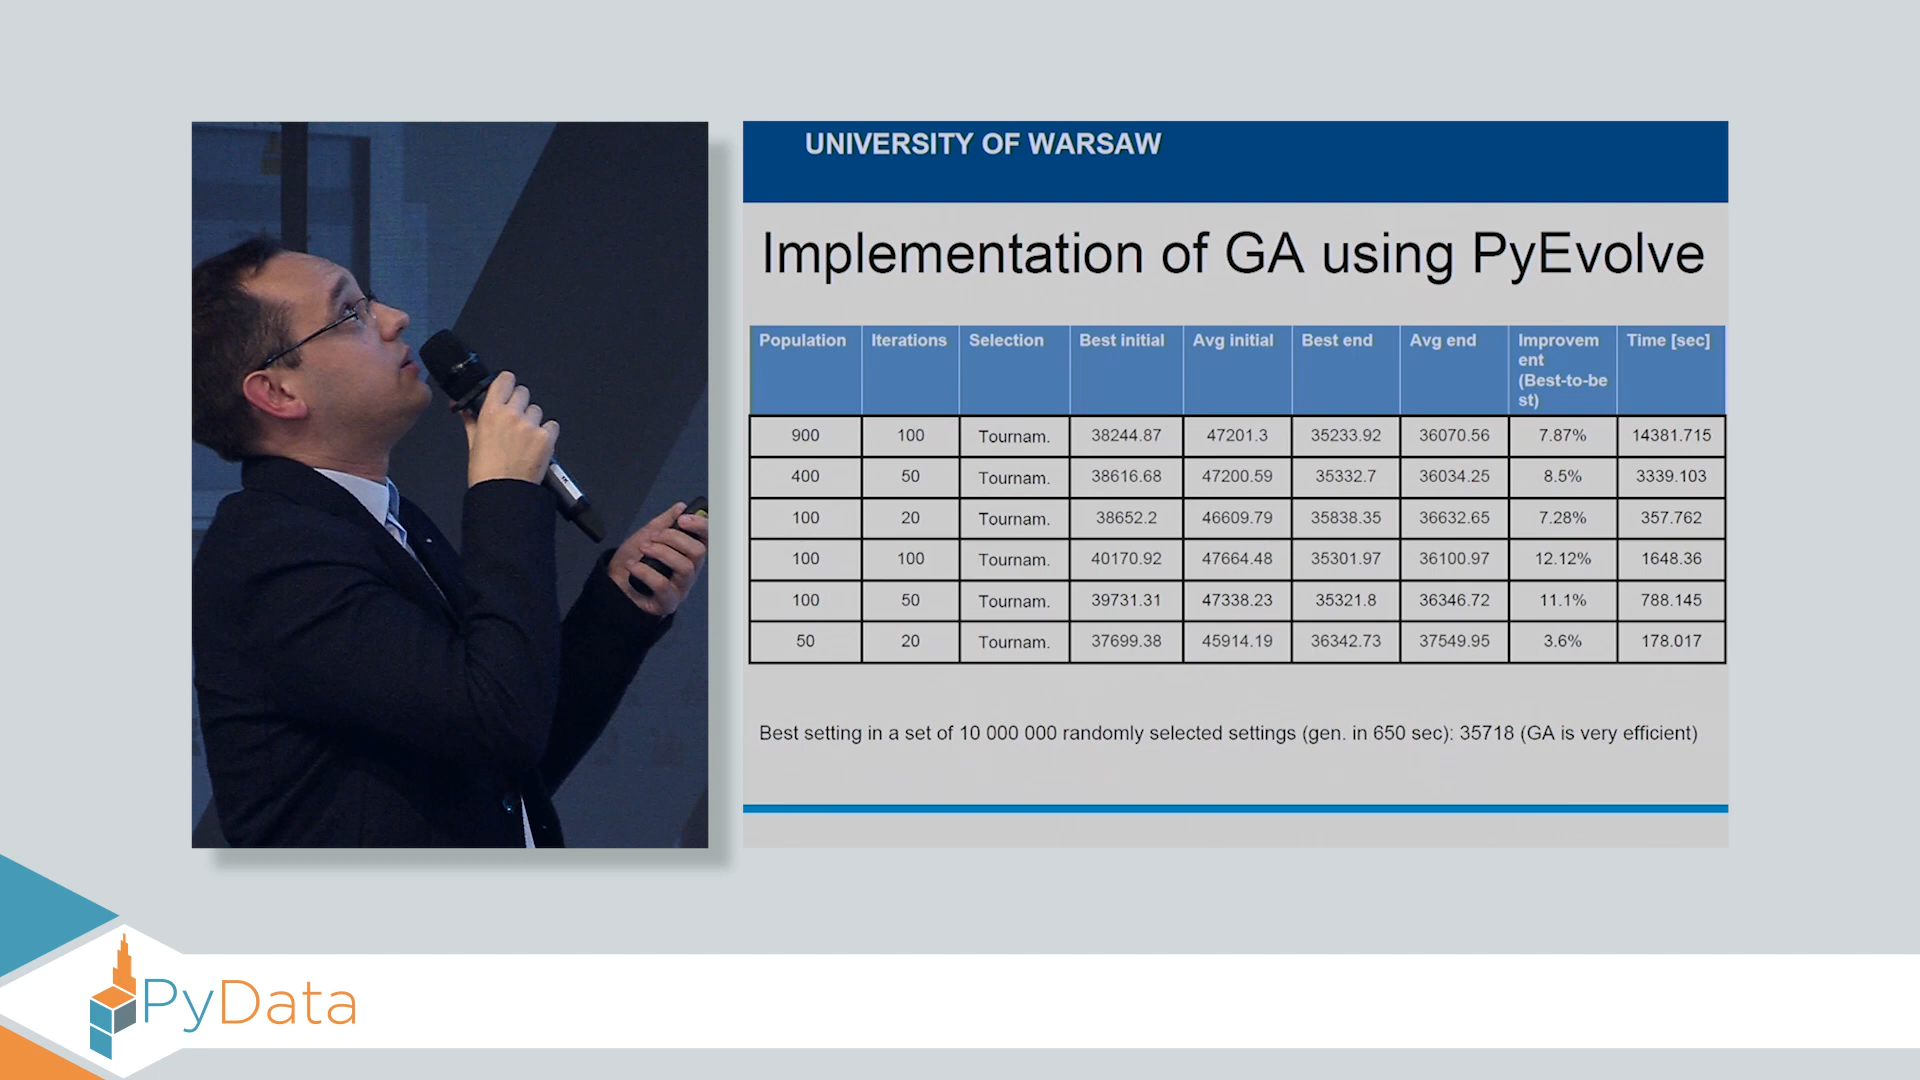 UNIVERSITY OF WARSAW
Implementation of GA using PyEvolve
Population Iterations Selection Best initial Avg initial Best end Avg end Improvem Time [sec]
ent
(Best-to-be
st)
900 100 Tournam. 38244.87 47201.3 35233.92 36070.56 7.87% 14381.715
400 50 Tournam. 38616.68 47200.59 35332.7 36034.25 8.5% 3339.103
100 20 Tournam. 38652.2 46609.79 35838.35 36632.65 7.28% 357.762
100 100 Tournam. 40170.92 47664.48 35301.97 36100.97 12.12% 1648.36
100 50 Tournam. 39731.31 47338.23 35321.8 36346.72 11.1% 788.145
50 20 Tournam. 37699.38 45914.19 36342.73 37549.95 3.6% 178.017
Best setting in a set of 10 000 000 randomly selected settings (gen. in 650 sec): 35718 (GA is very efficient)
PyData